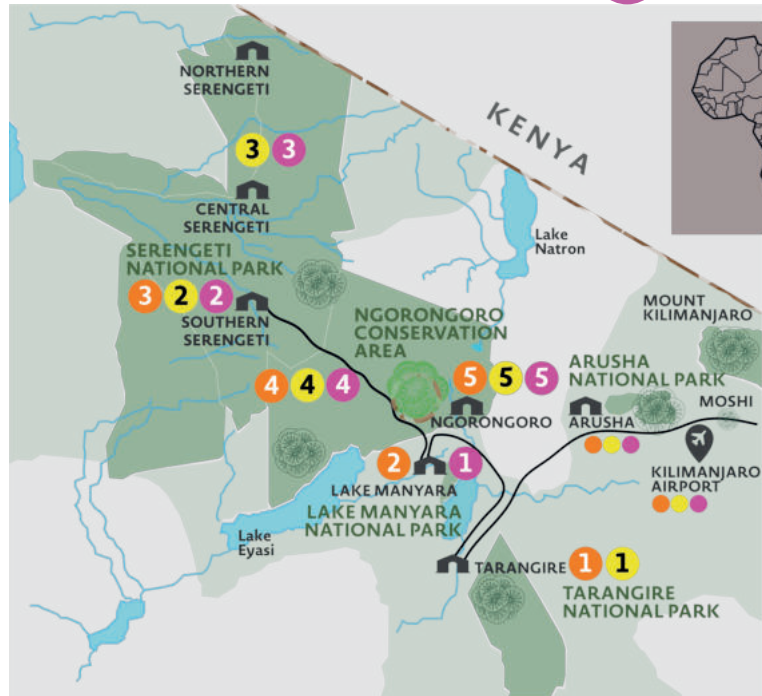 NORTHERN
SERENGETI
KENYA
3 3
CENTRAL
SERENGETI
Lake
Natron
SERENGETI
NATIONAL PARK
3 2 2
SOUTHERN
SERENGETI
MOUNT
KILIMANJARO
NGORONGORO
CONSERVATION
AREA
4 4 4
5 5 5
NGORONGORO
ARUSHA
NATIONAL PARK
MOSHI
ARUSHA
KILIMANJARO
AIRPORT
2 1
LAKE MANYARA
LAKE MANYARA
NATIONAL PARK
Lake
Eyasi
TARANGIRE 1 1
TARANGIRE
NATIONAL PARK